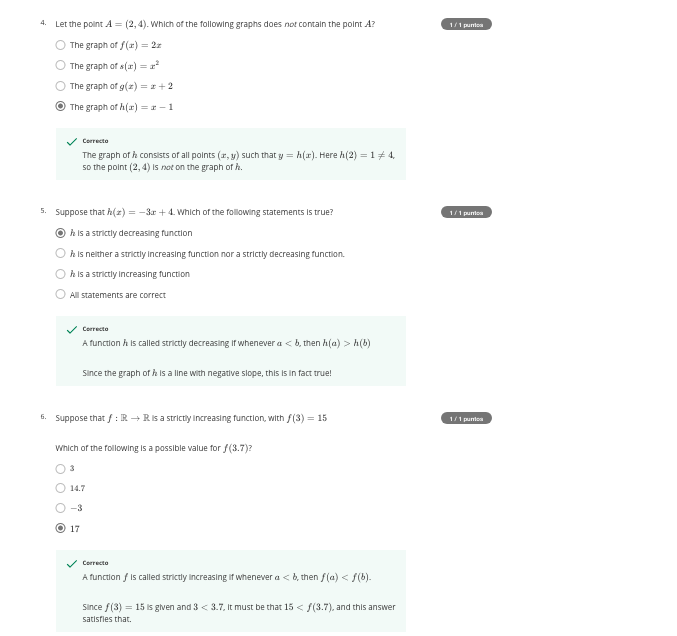 4. Let the point A = (2, 4). Which of the following graphs does not contain the point A?
1 / 1 puntos
The graph of f(x) = 2x
The graph of s(x) = x²
The graph of g(x) = x + 2
The graph of h(x) = x − 1
Correcto
The graph of h consists of all points (x, y) such that y = h(x). Here h(2) = 1 ≠ 4,
so the point (2, 4) is not on the graph of h.
5. Suppose that h(x) = −3x + 4. Which of the following statements is true?
1 / 1 puntos
h is a strictly decreasing function
h is neither a strictly increasing function nor a strictly decreasing function.
h is a strictly increasing function
All statements are correct
Correcto
A function h is called strictly decreasing if whenever a < b, then h(a) > h(b)
Since the graph of h is a line with negative slope, this is in fact true!
6. Suppose that f : ℝ → ℝ is a strictly increasing function, with f(3) = 15
1 / 1 puntos
Which of the following is a possible value for f(3.7)?
3
14.7
−3
17
Correcto
A function f is called strictly increasing if whenever a < b, then f(a) < f(b).
Since f(3) = 15 is given and 3 < 3.7, it must be that 15 < f(3.7), and this answer
satisfies that.